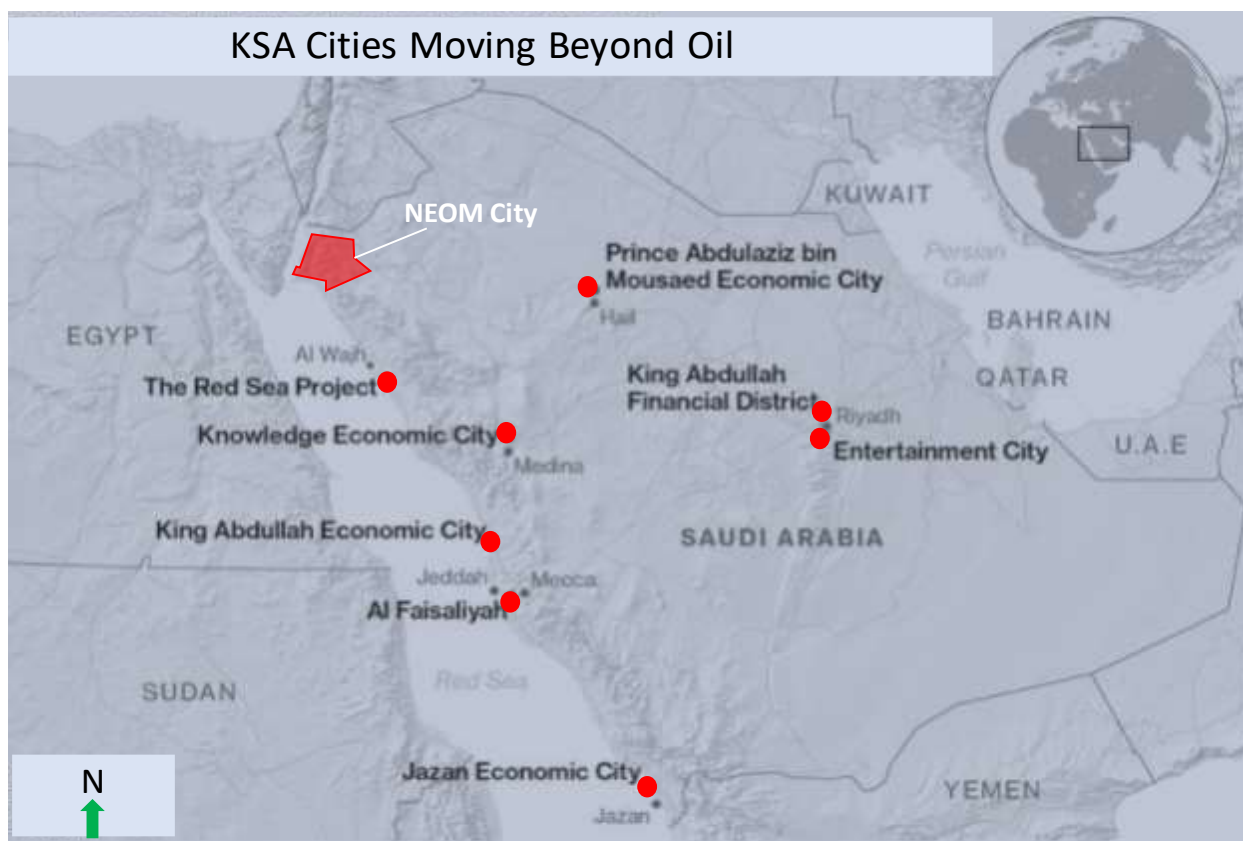 KSA Cities Moving Beyond Oil
KUWAIT
NEOM City
Prince Abdulaziz bin
Mousaed Economic City
Persian
Gulf
Hail
BAHRAIN
EGYPT
Al Wajh
The Red Sea Project
King Abdullah
Financial District
QATAR
Riyadh
Knowledge Economic City
Entertainment City
U.A.E
Medina
King Abdullah Economic City
SAUDI ARABIA
Jeddah
Mecca
Al Faisaliyah
Red Sea
SUDAN
Jazan Economic City
Jazan
YEMEN
N